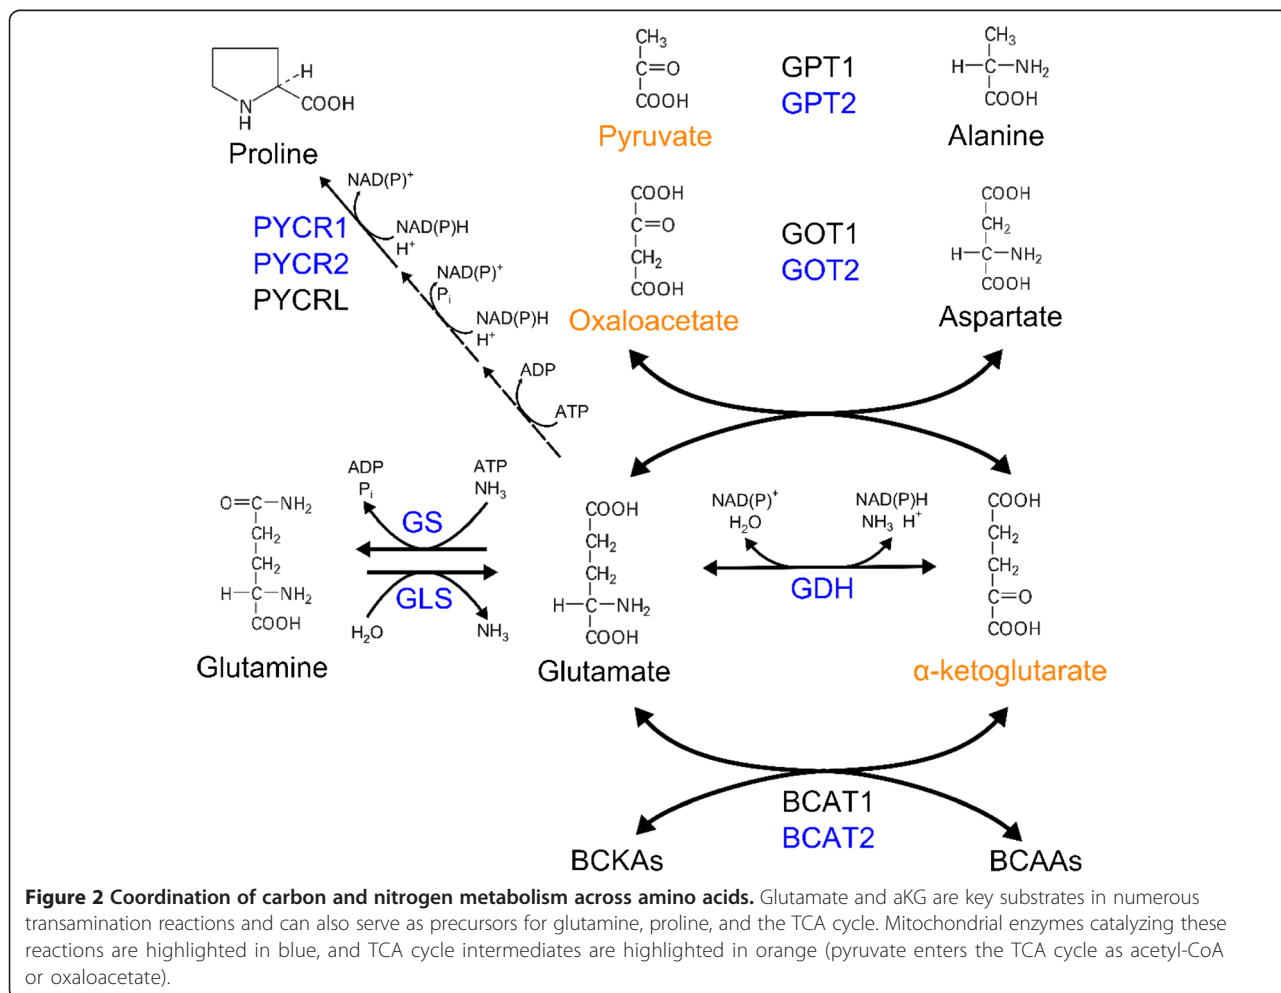 CH3
C=O
COOH
Pyruvate
GPT1
GPT2
CH3
H-C-NH2
COOH
Alanine
H
N
H
COOH
Proline
NAD(P)+
NAD(P)H
H+
PYCR1
PYCR2
PYCRL
NAD(P)+
Pi
NAD(P)H
H+
ADP
ATP
COOH
C=O
CH2
COOH
Oxaloacetate
GOT1
GOT2
COOH
CH2
H-C-NH2
COOH
Aspartate
O=C-NH2
CH2
CH2
H-C-NH2
COOH
Glutamine
ADP
Pi
ATP
NH3
GS
GLS
H2O
NH3
COOH
CH2
CH2
H-C-NH2
COOH
Glutamate
NAD(P)+
H2O
NAD(P)H
NH3 H+
GDH
COOH
CH2
CH2
C=O
COOH
α-ketoglutarate
BCAT1
BCAT2
BCKAs
BCAAs
Figure 2 Coordination of carbon and nitrogen metabolism across amino acids. Glutamate and aKG are key substrates in numerous
transamination reactions and can also serve as precursors for glutamine, proline, and the TCA cycle. Mitochondrial enzymes catalyzing these
reactions are highlighted in blue, and TCA cycle intermediates are highlighted in orange (pyruvate enters the TCA cycle as acetyl-CoA
or oxaloacetate).